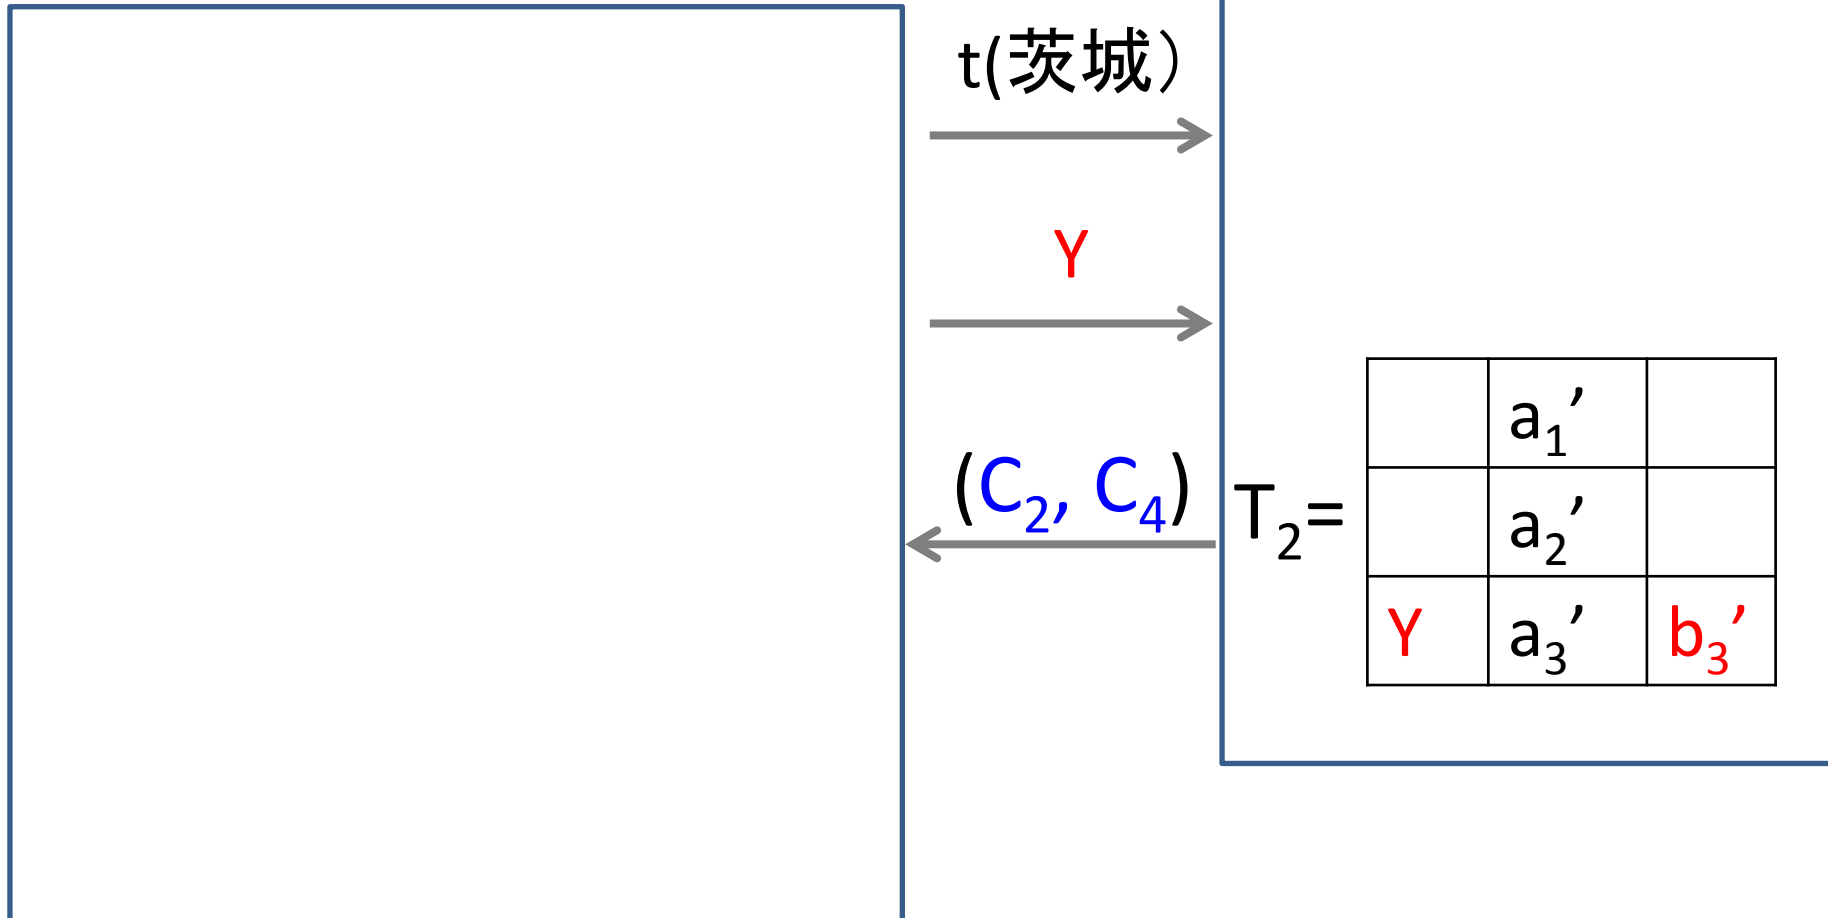 t(茨城）
Y
(C₂, C₄)
T₂=
a₁’
a₂’
Y a₃’ b₃’